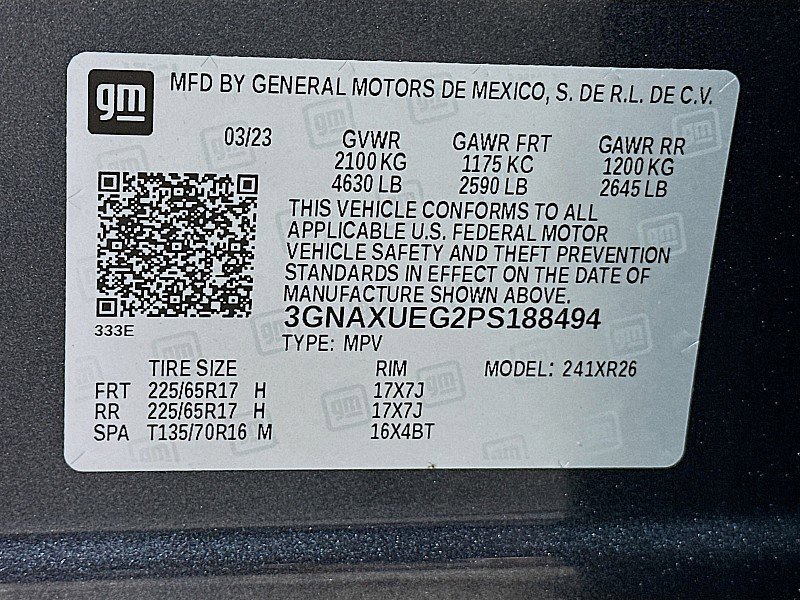 gm MFD BY GENERAL MOTORS DE MEXICO, S. DE R.L. DE C.V.
03/23 GVWR GAWR FRT GAWR RR
2100 KG 1175 KC 1200 KG
4630 LB 2590 LB 2645 LB
THIS VEHICLE CONFORMS TO ALL
APPLICABLE U.S. FEDERAL MOTOR
VEHICLE SAFETY AND THEFT PREVENTION
STANDARDS IN EFFECT ON THE DATE OF
MANUFACTURE SHOWN ABOVE.
333E 3GNAXUEG2PS188494
TYPE: MPV
TIRE SIZE RIM MODEL: 241XR26
FRT 225/65R17 H 17X7J
RR 225/65R17 H 17X7J
SPA T135/70R16 M 16X4BT